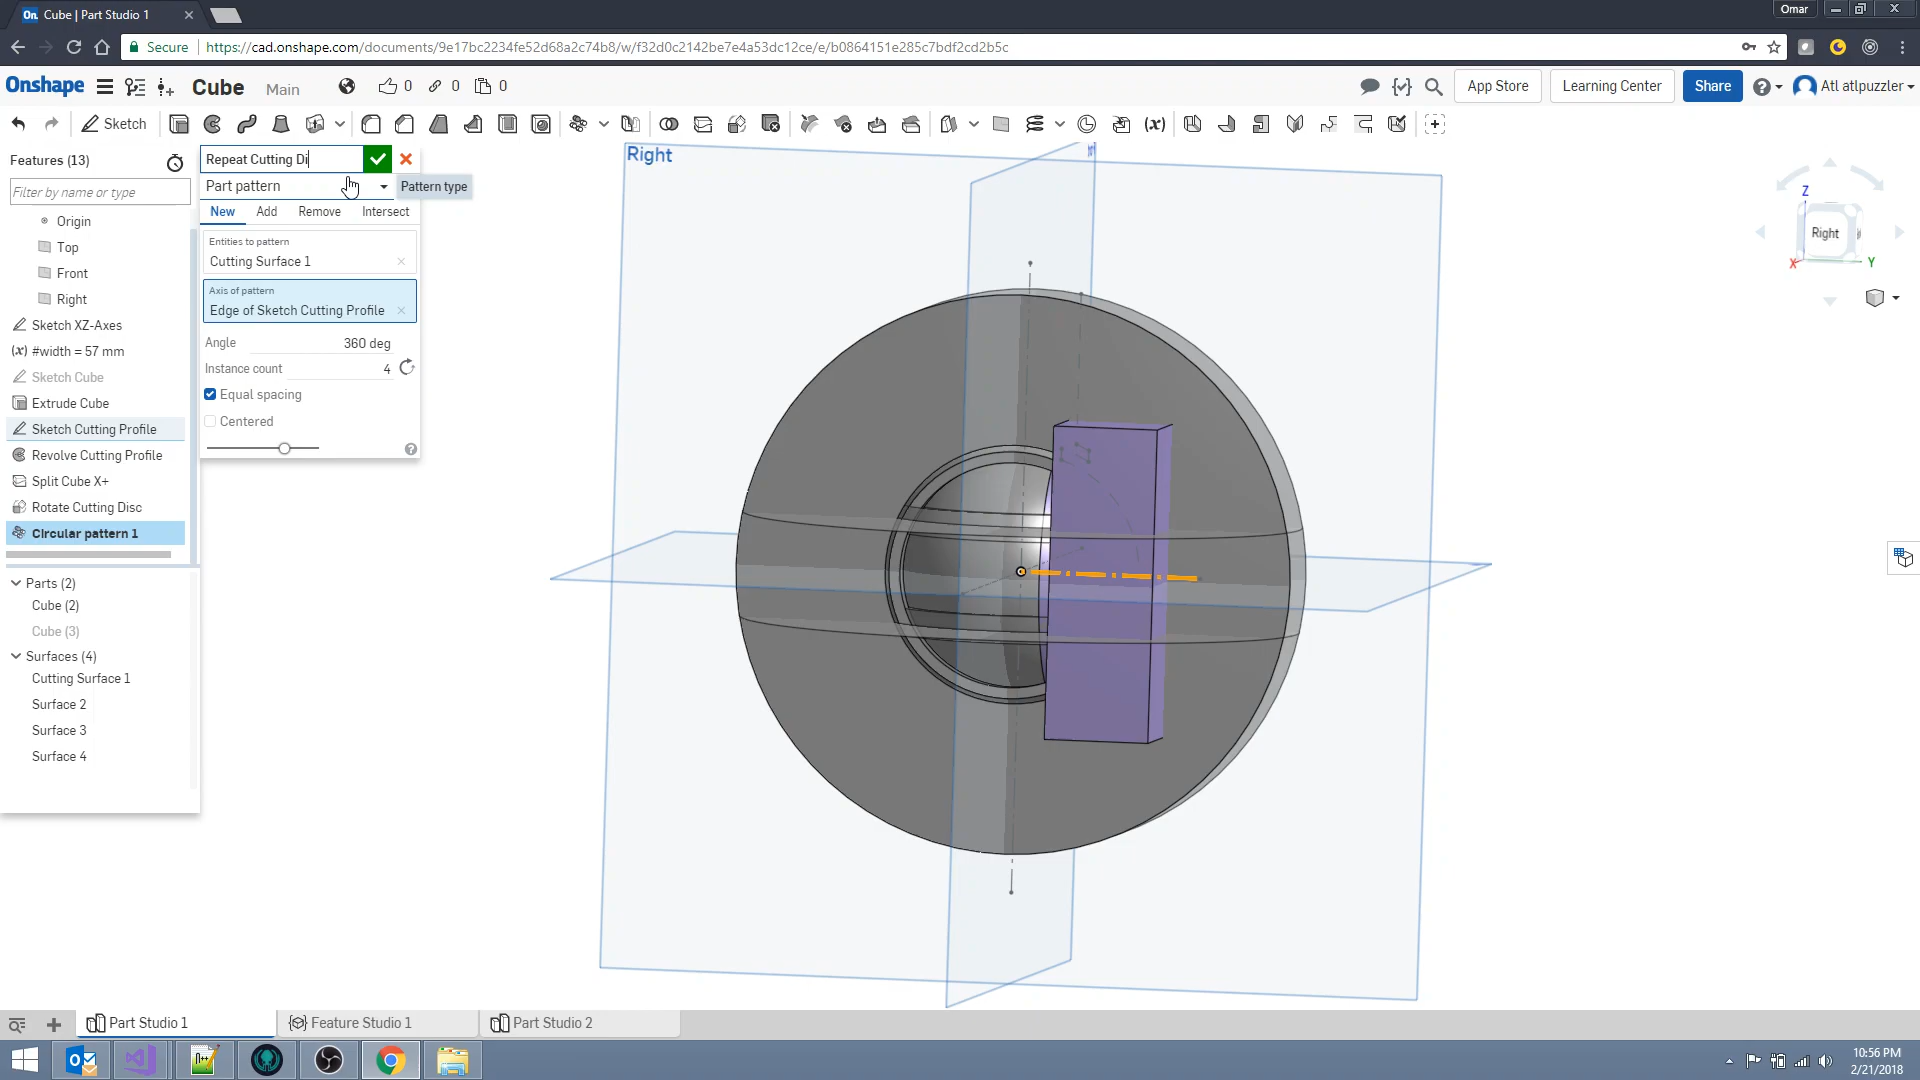 On. Cube | Part Studio 1
Omar
Secure
https://cad.onshape.com/documents/9e17bc2234fe52d68a2c74b8/w/f32d0c2142be7e4a53dc12ce/e/b0864151e285c7bdf2cd2b5c
Onshape
Cube
Main
0
0
0
App Store
Learning Center
Share
Atl atlpuzzler
Sketch
(x)
Features (13)
Filter by name or type
Origin
Top
Front
Right
Sketch XZ-Axes
(x) #width = 57 mm
Sketch Cube
Extrude Cube
Sketch Cutting Profile
Revolve Cutting Profile
Split Cube X+
Rotate Cutting Disc
Circular pattern 1
Parts (2)
Cube (2)
Cube (3)
Surfaces (4)
Cutting Surface 1
Surface 2
Surface 3
Surface 4
Repeat Cutting Di
Part pattern
Pattern type
New Add Remove Intersect
Entities to pattern
Cutting Surface 1
Axis of pattern
Edge of Sketch Cutting Profile
Angle 360 deg
Instance count 4
Equal spacing
Centered
Right
Z
Right
X
Y
Part Studio 1
Feature Studio 1
Part Studio 2
10:56 PM
2/21/2018